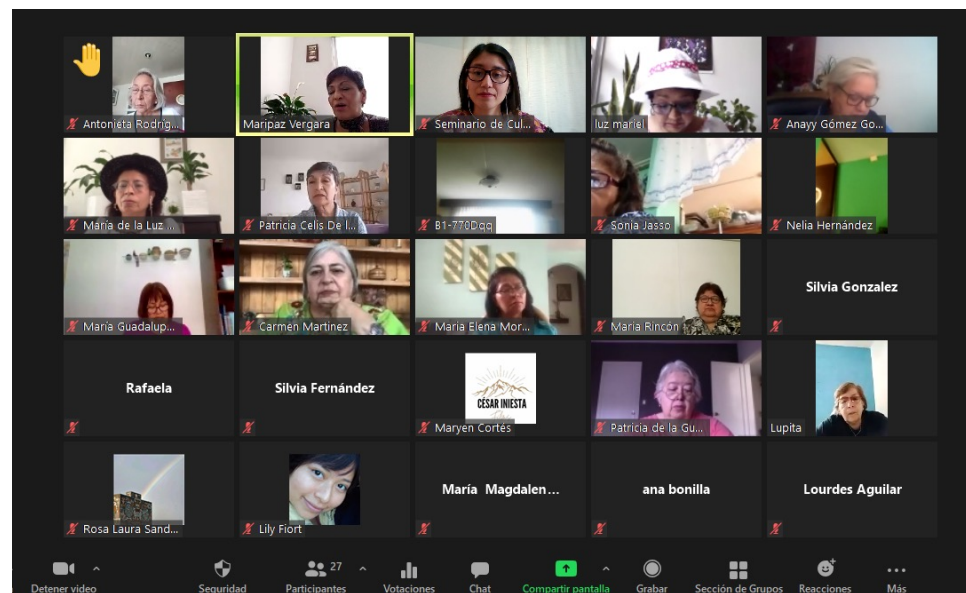 Antonieta Rodrig...
Maripaz Vergara
Seminario de Cul...
luz mariel
Anayy Gómez Go...
María de la Luz ...
Patricia Celis De l...
B1-770Dqq
Sonia Jasso
Nelia Hernández
María Guadalup...
Carmen Martinez
Maria Elena Mor...
Maria Rincón
Silvia Gonzalez
Rafaela
Silvia Fernández
CÉSAR INIESTA
Maryen Cortés
Patricia de la Gu...
Lupita
Rosa Laura Sand...
Lily Fiort
María Magdalen...
ana bonilla
Lourdes Aguilar
27
Detener video
Seguridad
Participantes
Votaciones
Chat
Compartir pantalla
Grabar
Sección de Grupos
Reacciones
Más